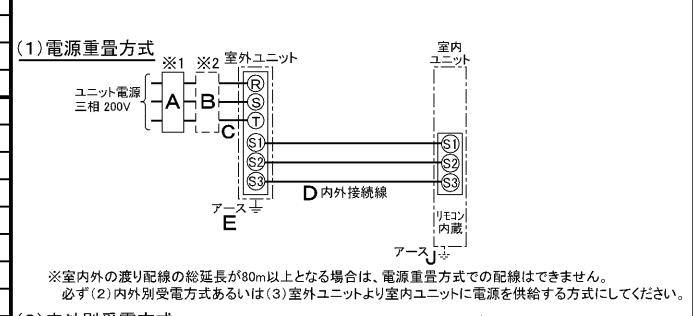 (1)電源重畳方式
※1 ※2 室外ユニット
室内
ユニット
ユニット電源
三相 200V
A B
R
S
T
C
S1
S2
S3
S1
S2
S3
D 内外接続線
アース
E
リモコン
内蔵
アース J
※室内外の渡り配線の総延長が80m以上となる場合は、電源重畳方式での配線はできません。
必ず(2)内外別受電方式あるいは(3)室外ユニットより室内ユニットに電源を供給する方式にしてください。